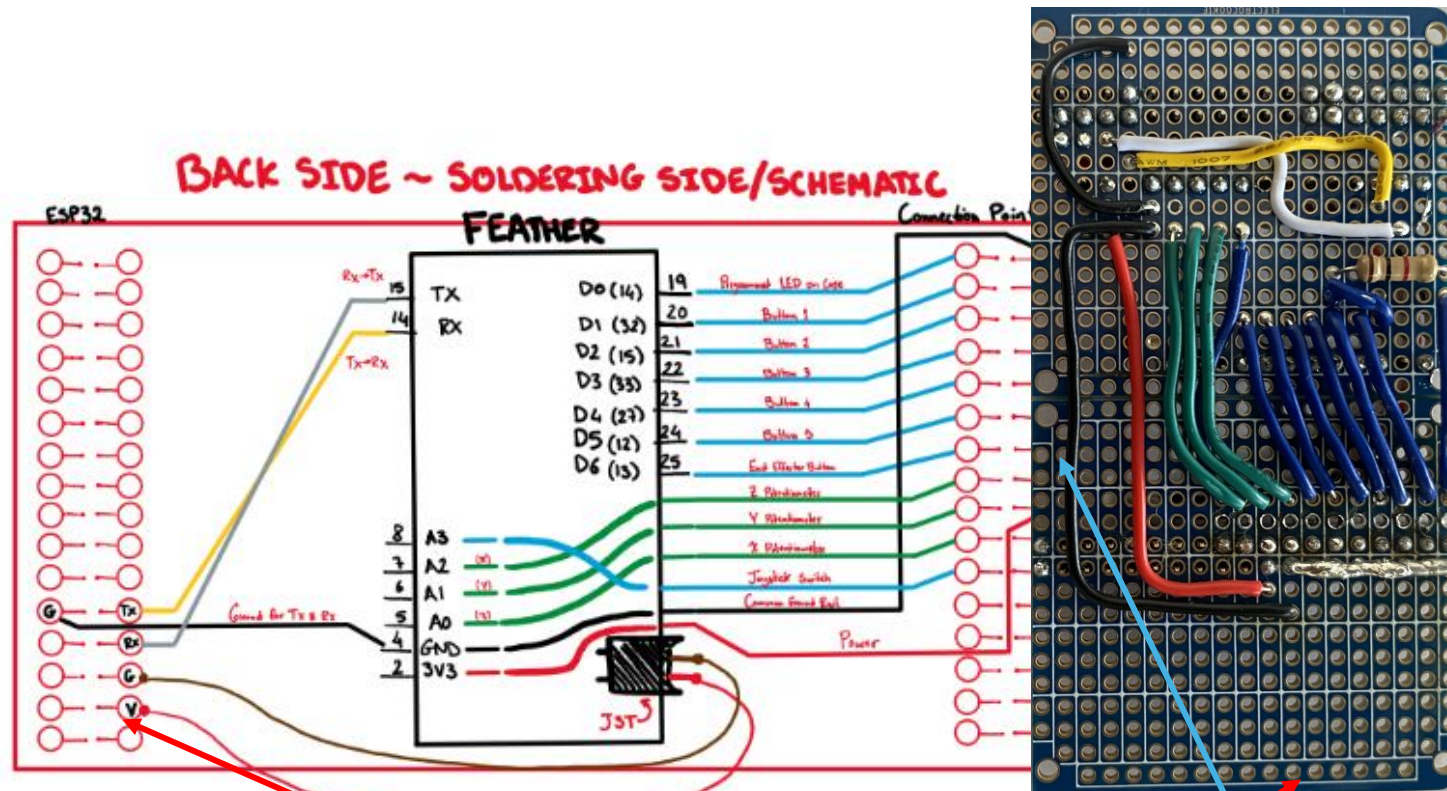 ELECTROCOOKIE
BACK SIDE ~ SOLDERING SIDE/SCHEMATIC
ESP32
FEATHER
Connection Point
Rx→Tx
15 TX
14 RX
Tx→Rx
D0 (14) 19
D1 (32) 20 Button 1
D2 (15) 21 Button 2
D3 (33) 22 Button 3
D4 (27) 23 Button 4
D5 (12) 24 Button 5
D6 (13) 25 End Effector Button
Z Potentiometer
Y Potentiometer
X Potentiometer
Joystick Switch
Common Ground Rail
8 A3
7 A2 (X)
6 A1 (Y)
5 A0
4 GND
2 3V3
G Tx
Ground for Tx & Rx
Rx
G
V
Power
JST
AWM 1007